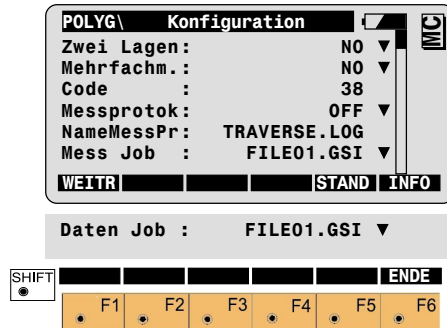 POLYG\ Konfiguration
MC
Zwei Lagen: NO ▼
Mehrfachm.: NO ▼
Code : 38
Messprotok: OFF ▼
NameMessPr: TRAVERSE.LOG
Mess Job : FILE01.GSI ▼
WEITR STAND INFO
Daten Job : FILE01.GSI ▼
SHIFT ENDE
F1 F2 F3 F4 F5 F6